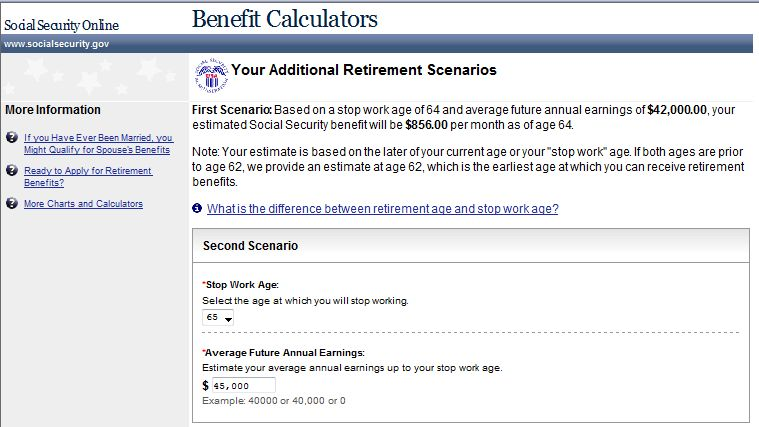 Social Security Online
Benefit Calculators
www.socialsecurity.gov
Your Additional Retirement Scenarios
More Information
If you Have Ever Been Married, you
Might Qualify for Spouse's Benefits
Ready to Apply for Retirement
Benefits?
More Charts and Calculators
First Scenario: Based on a stop work age of 64 and average future annual earnings of $42,000.00, your
estimated Social Security benefit will be $856.00 per month as of age 64.
Note: Your estimate is based on the later of your current age or your "stop work" age. If both ages are prior
to age 62, we provide an estimate at age 62, which is the earliest age at which you can receive retirement
benefits.
What is the difference between retirement age and stop work age?
Second Scenario
*Stop Work Age:
Select the age at which you will stop working.
65
*Average Future Annual Earnings:
Estimate your average annual earnings up to your stop work age.
$ 45,000
Example: 40000 or 40,000 or 0